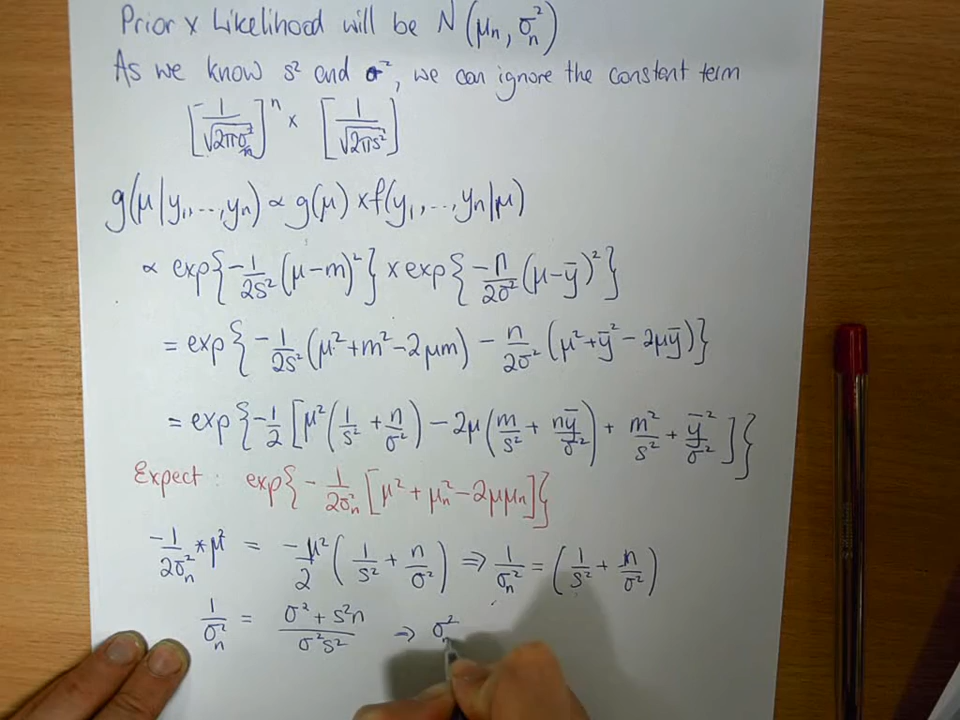 Prior x Likelihood will be N(μn, σn²)
As we know s² and σ², we can ignore the constant term
[-1/√2πσn²]ⁿ x [1/√2πs²]
g(μ|y₁,...,yn) ∝ g(μ) x f(y₁,...,yn|μ)
∝ exp{-1/2s² (μ-m)²} x exp{-n/2σ² (μ-ȳ)²}
= exp{-1/2s² (μ²+m²-2μm) - n/2σ² (μ²+ȳ²-2μȳ)}
= exp{-1/2 [μ²(1/s² + n/σ²) - 2μ(m/s² + nȳ/σ²) + m²/s² + ȳ²/σ²]}
Expect : exp{-1/2σn² [μ² + μn² - 2μμn]}
-1/2σn² * μ² = -μ²/2 (1/s² + n/σ²) ⇒ 1/σn² = (1/s² + n/σ²)
1/σn² = σ² + s²n/σ²s² ⇒ σn²